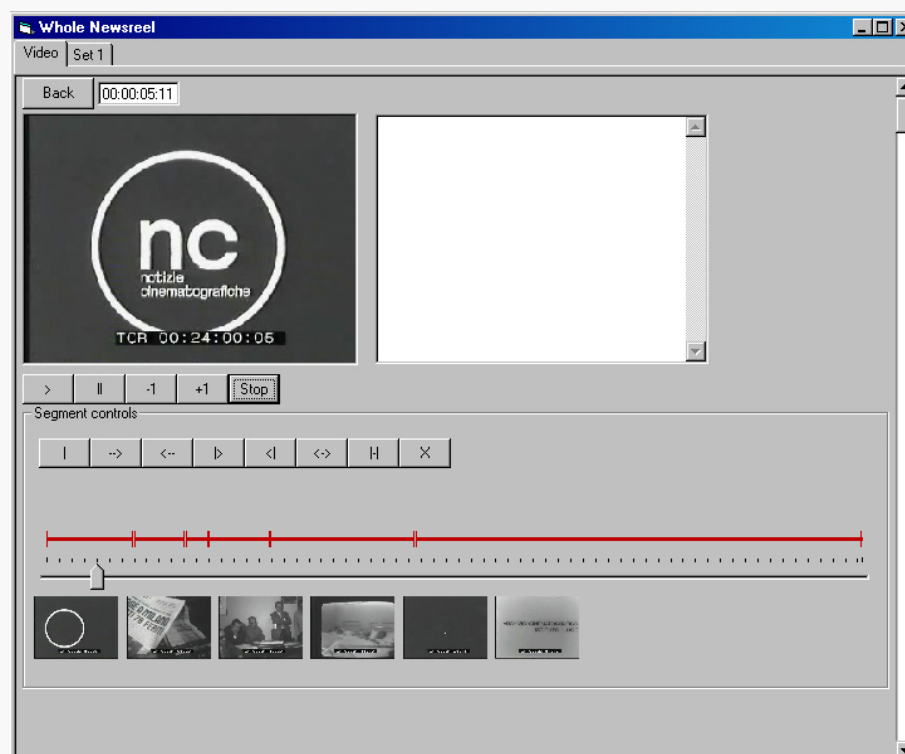 Whole Newsreel
Video Set 1
Back 00:00:05:11
nc
notizie
cinematografiche
TCR 00:24:00:05
> II -1 +1 Stop
Segment controls
| --> <-- |> <| <-> |-| X